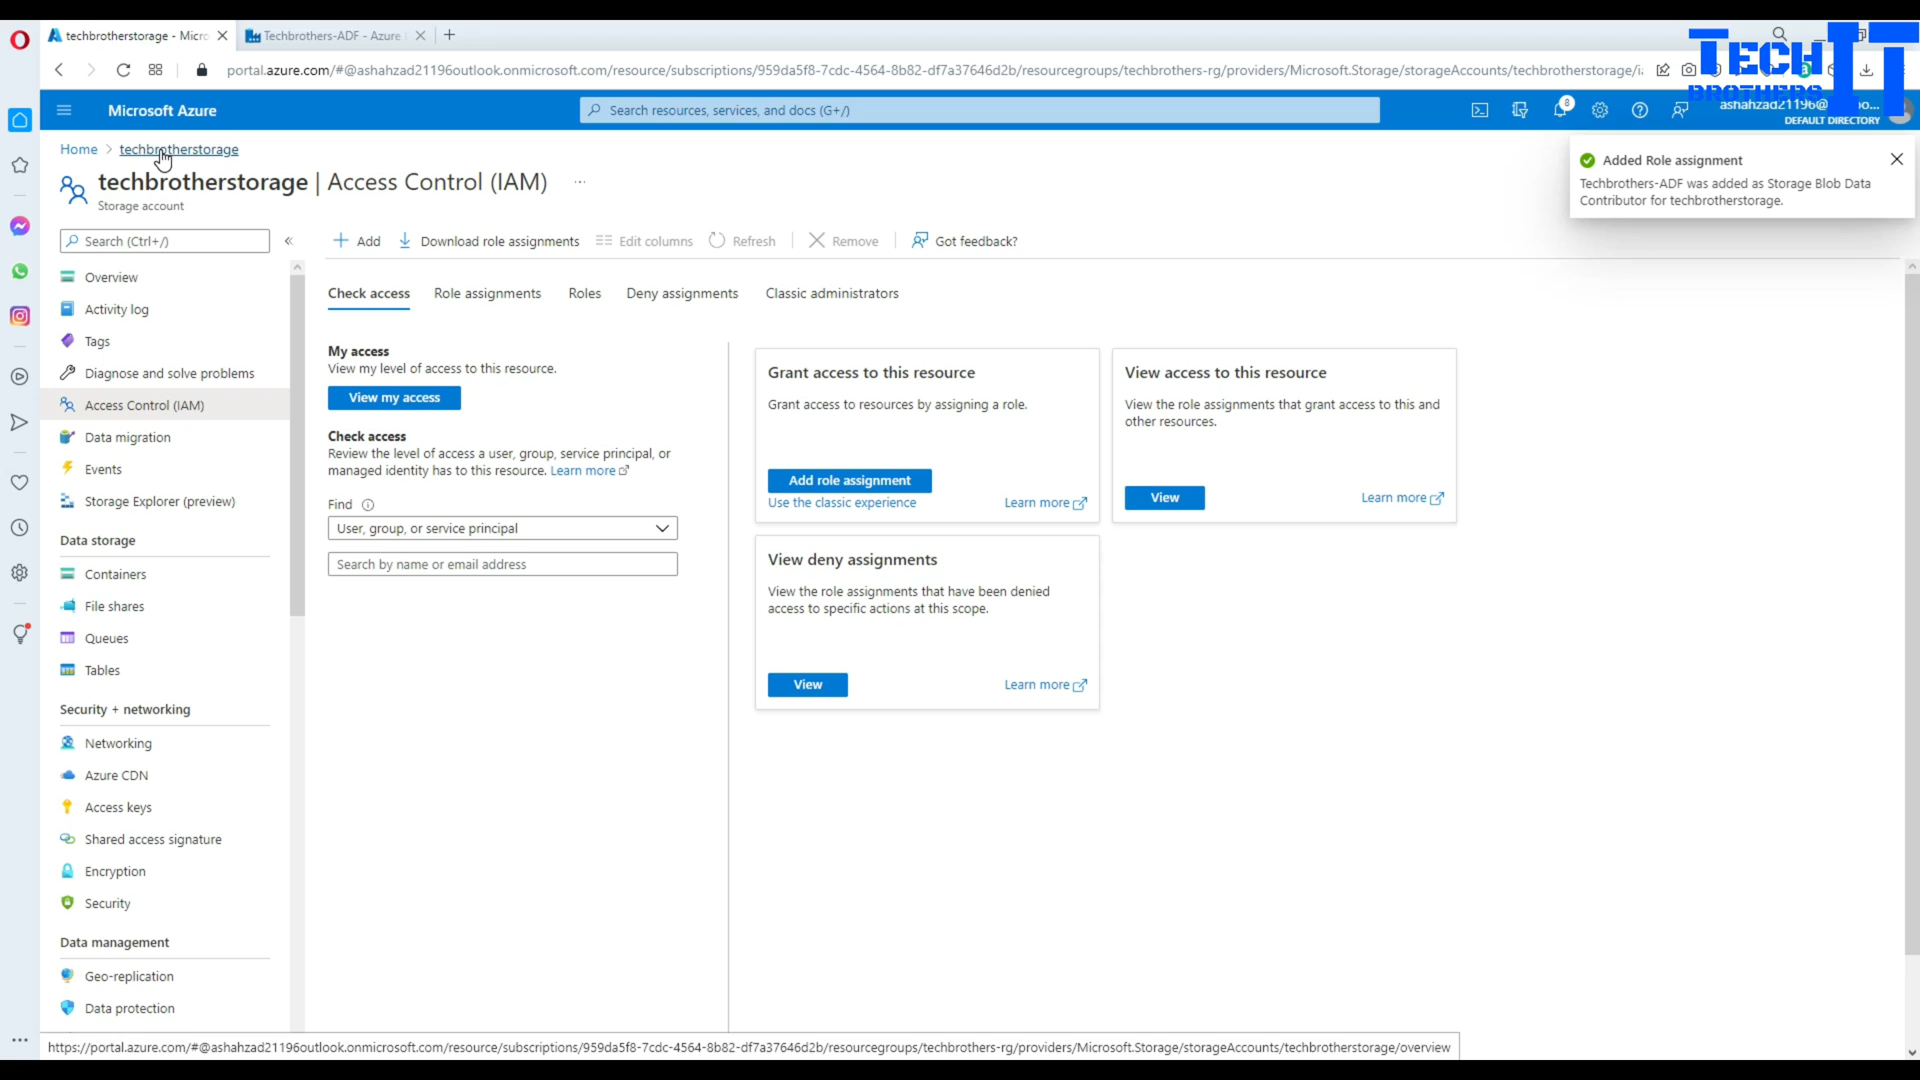 techbrotherstorage - Micro
Techbrothers-ADF - Azure
TECH IT
BROTHERS
portal.azure.com/#@ashahzad21196outlook.onmicrosoft.com/resource/subscriptions/959da5f8-7cdc-4564-8b82-df7a37646d2b/resourcegroups/techbrothers-rg/providers/Microsoft.Storage/storageAccounts/techbrotherstorage/i
Microsoft Azure
Search resources, services, and docs (G+/)
8
ashahzad21196@
DEFAULT DIRECTORY
Home > techbrotherstorage
techbrotherstorage | Access Control (IAM) ...
Storage account
Added Role assignment
Techbrothers-ADF was added as Storage Blob Data
Contributor for techbrotherstorage.
Search (Ctrl+/)
«
Add
Download role assignments
Edit columns
Refresh
Remove
Got feedback?
Overview
Activity log
Tags
Diagnose and solve problems
Access Control (IAM)
Data migration
Events
Storage Explorer (preview)
Data storage
Containers
File shares
Queues
Tables
Security + networking
Networking
Azure CDN
Access keys
Shared access signature
Encryption
Security
Data management
Geo-replication
Data protection
Check access
Role assignments
Roles
Deny assignments
Classic administrators
My access
View my level of access to this resource.
View my access
Check access
Review the level of access a user, group, service principal, or
managed identity has to this resource. Learn more
Find
User, group, or service principal
Search by name or email address
Grant access to this resource
Grant access to resources by assigning a role.
Add role assignment
Use the classic experience
Learn more
View access to this resource
View the role assignments that grant access to this and
other resources.
View
Learn more
View deny assignments
View the role assignments that have been denied
access to specific actions at this scope.
View
Learn more
https://portal.azure.com/#@ashahzad21196outlook.onmicrosoft.com/resource/subscriptions/959da5f8-7cdc-4564-8b82-df7a37646d2b/resourcegroups/techbrothers-rg/providers/Microsoft.Storage/storageAccounts/techbrotherstorage/overview